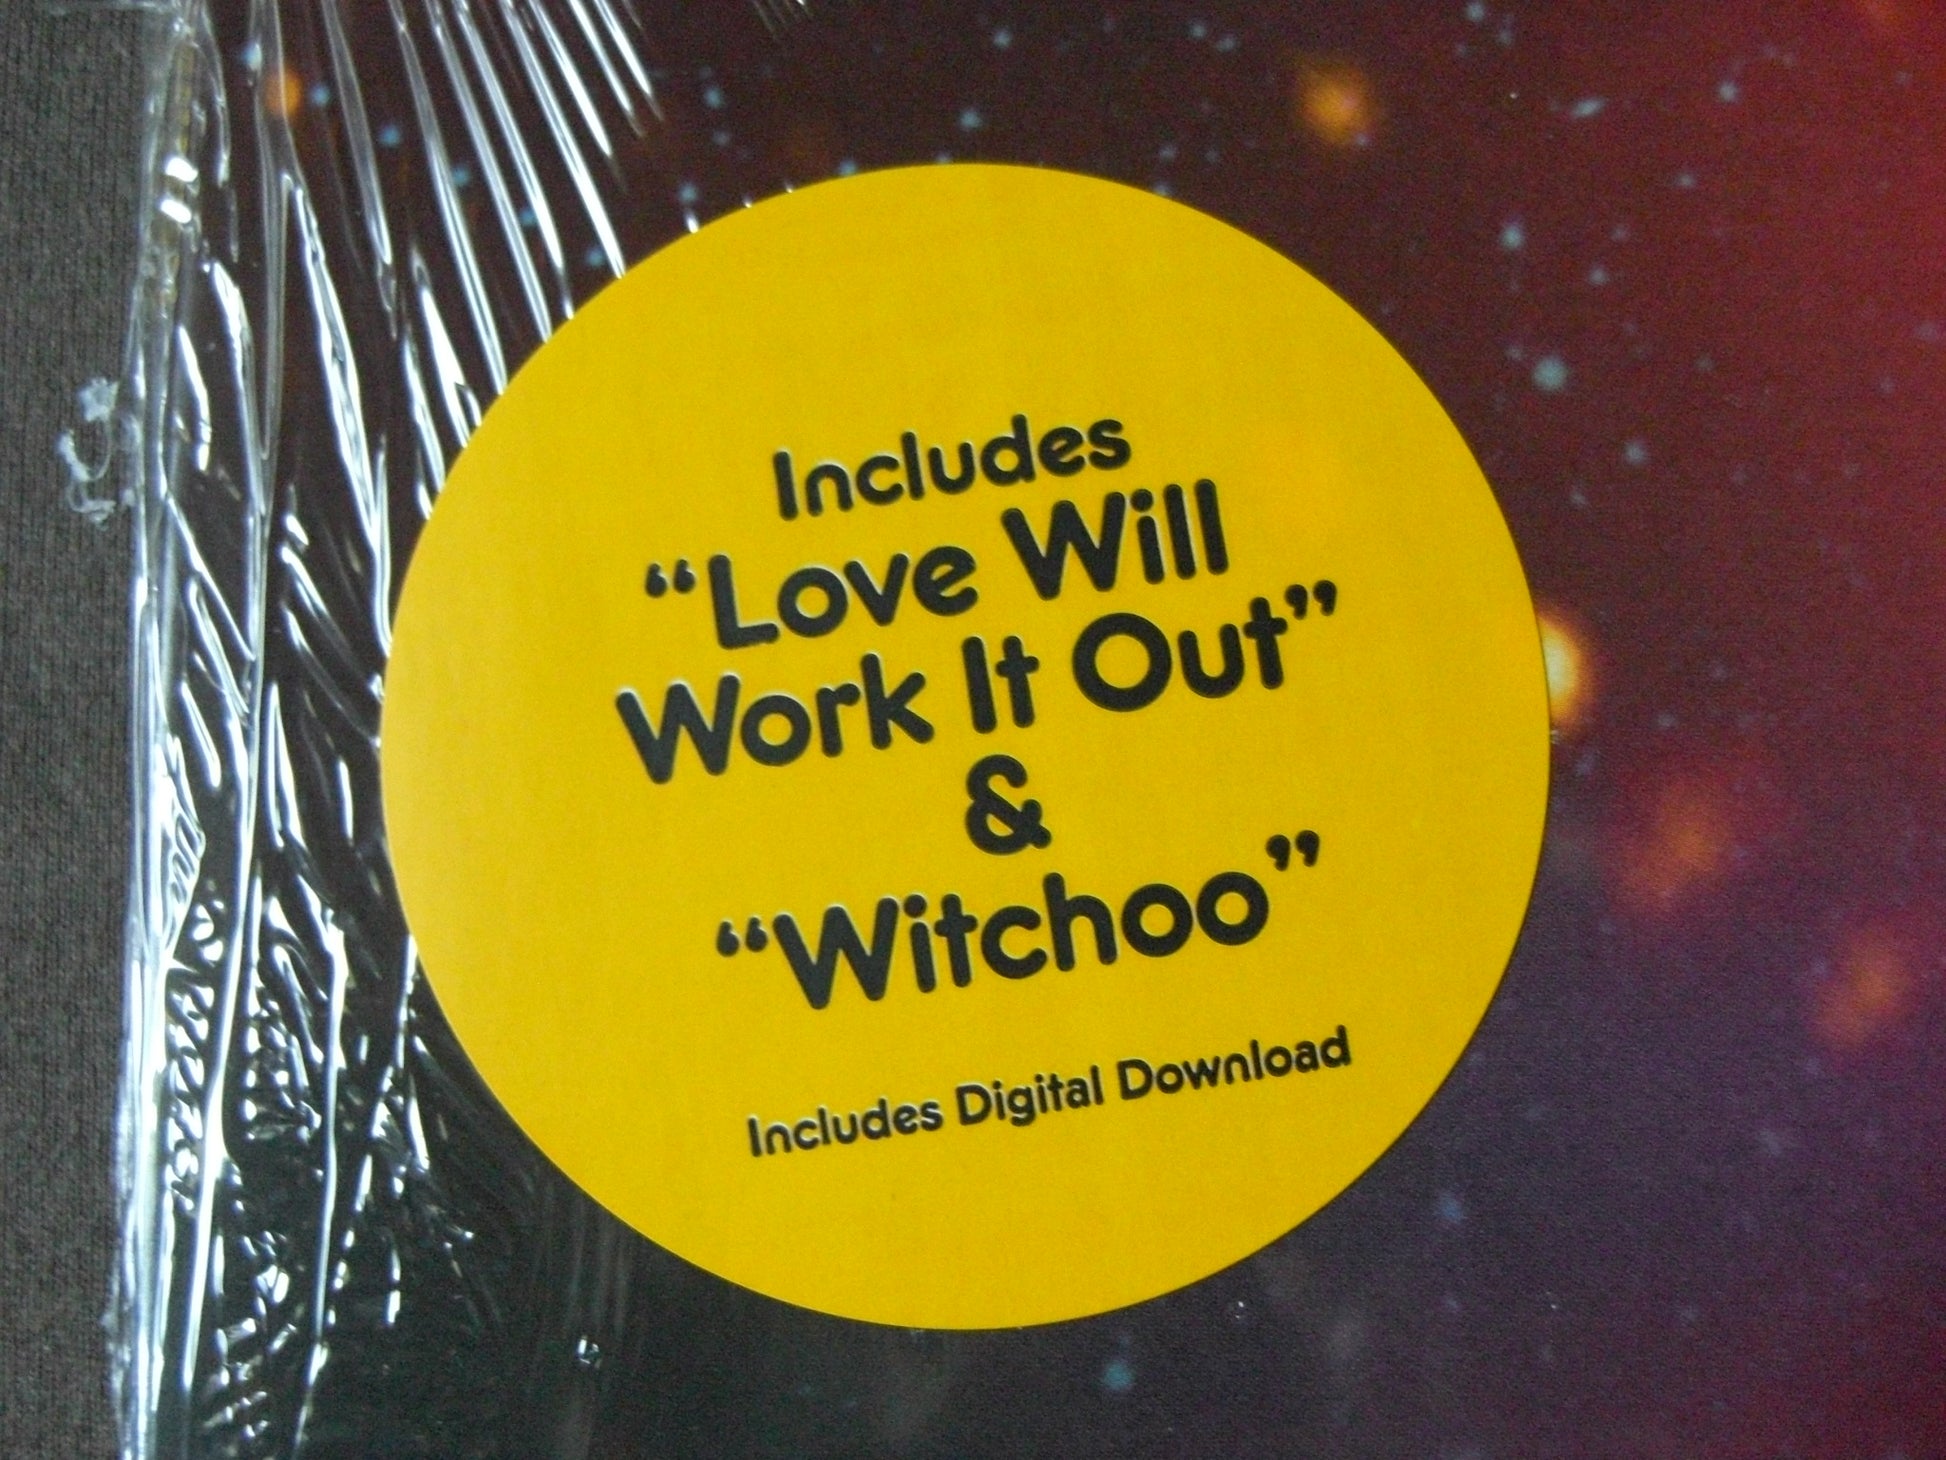 Includes
“Love Will
Work It Out”
&
“Witchoo”
Includes Digital Download